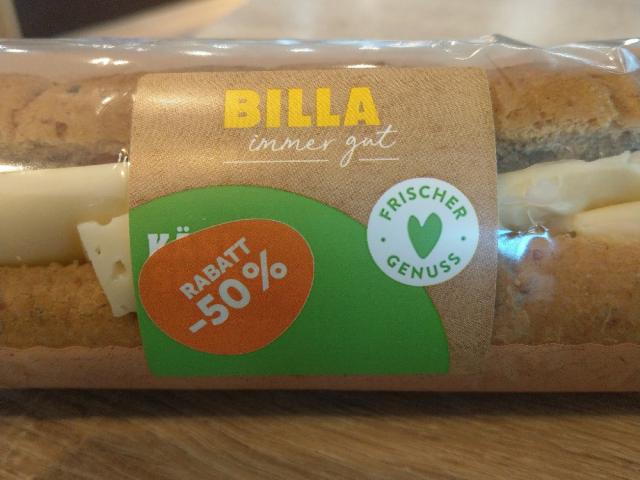 BILLA
immer gut
FRISCHER
GENUSS
RABATT
-50%